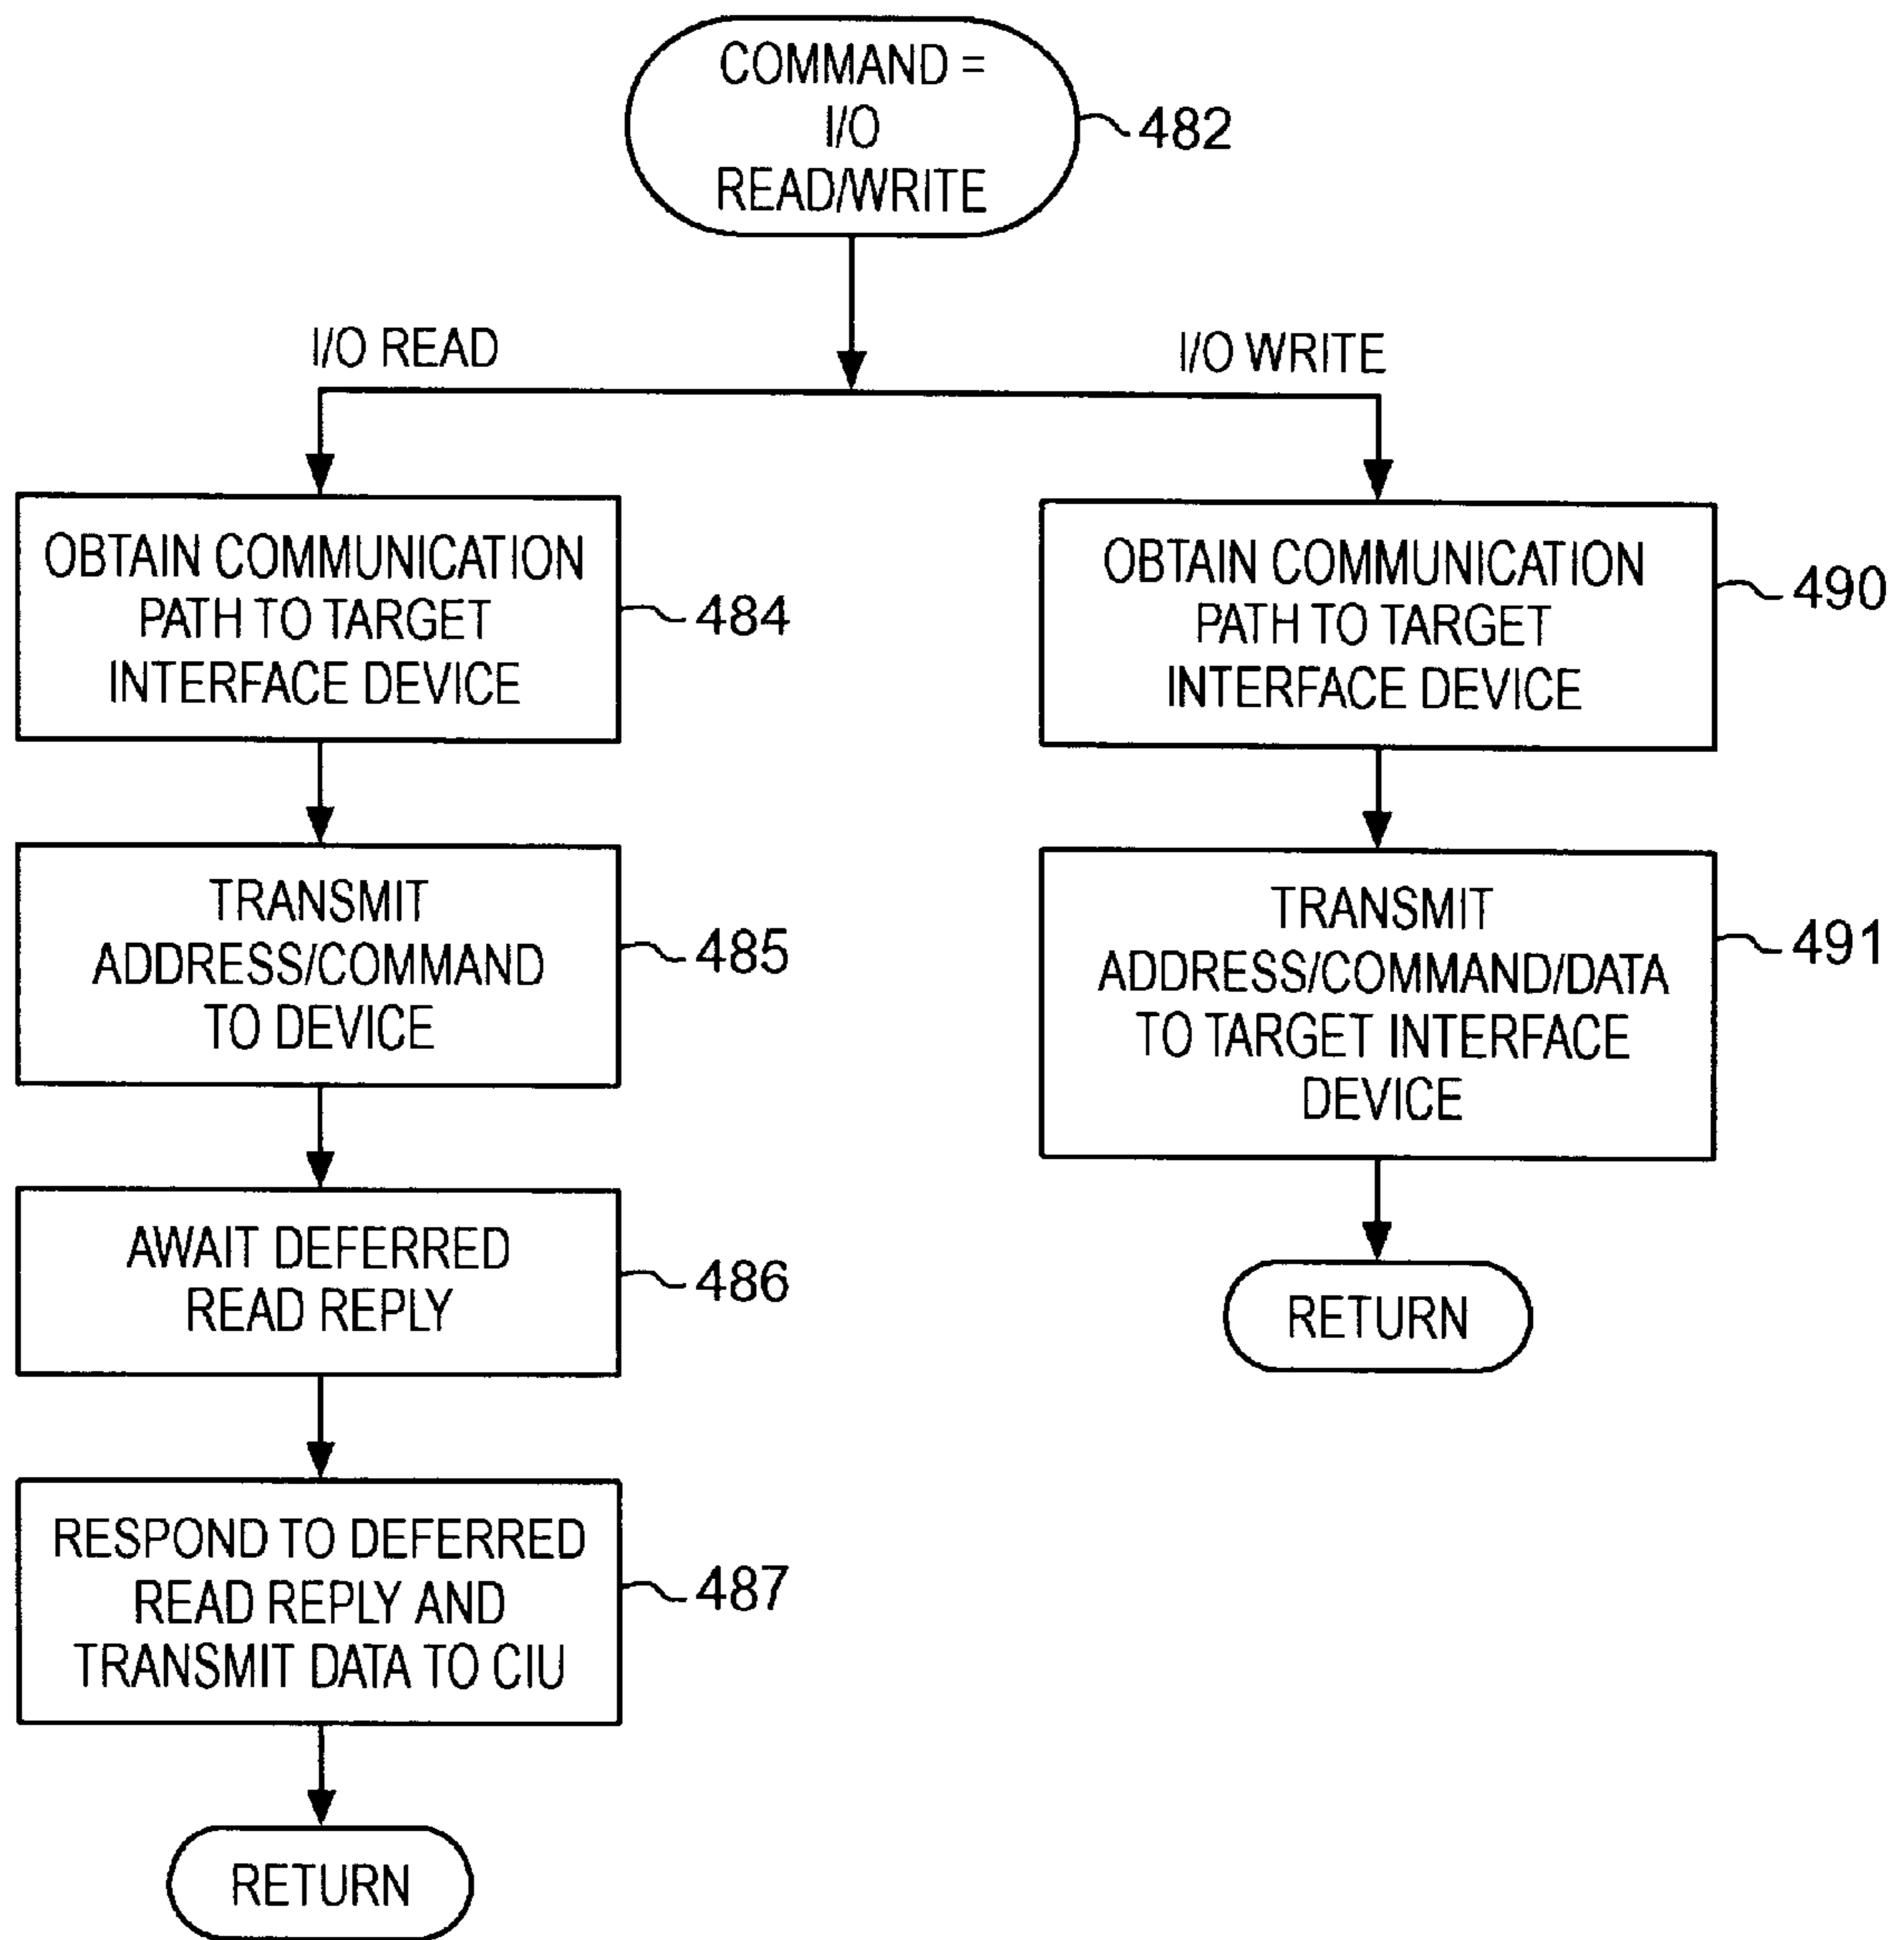 COMMAND =
I/O
READ/WRITE
482
I/O READ
I/O WRITE
OBTAIN COMMUNICATION
PATH TO TARGET
INTERFACE DEVICE
484
TRANSMIT
ADDRESS/COMMAND
TO DEVICE
485
AWAIT DEFERRED
READ REPLY
486
RESPOND TO DEFERRED
READ REPLY AND
TRANSMIT DATA TO CIU
487
RETURN
OBTAIN COMMUNICATION
PATH TO TARGET
INTERFACE DEVICE
490
TRANSMIT
ADDRESS/COMMAND/DATA
TO TARGET INTERFACE
DEVICE
491
RETURN